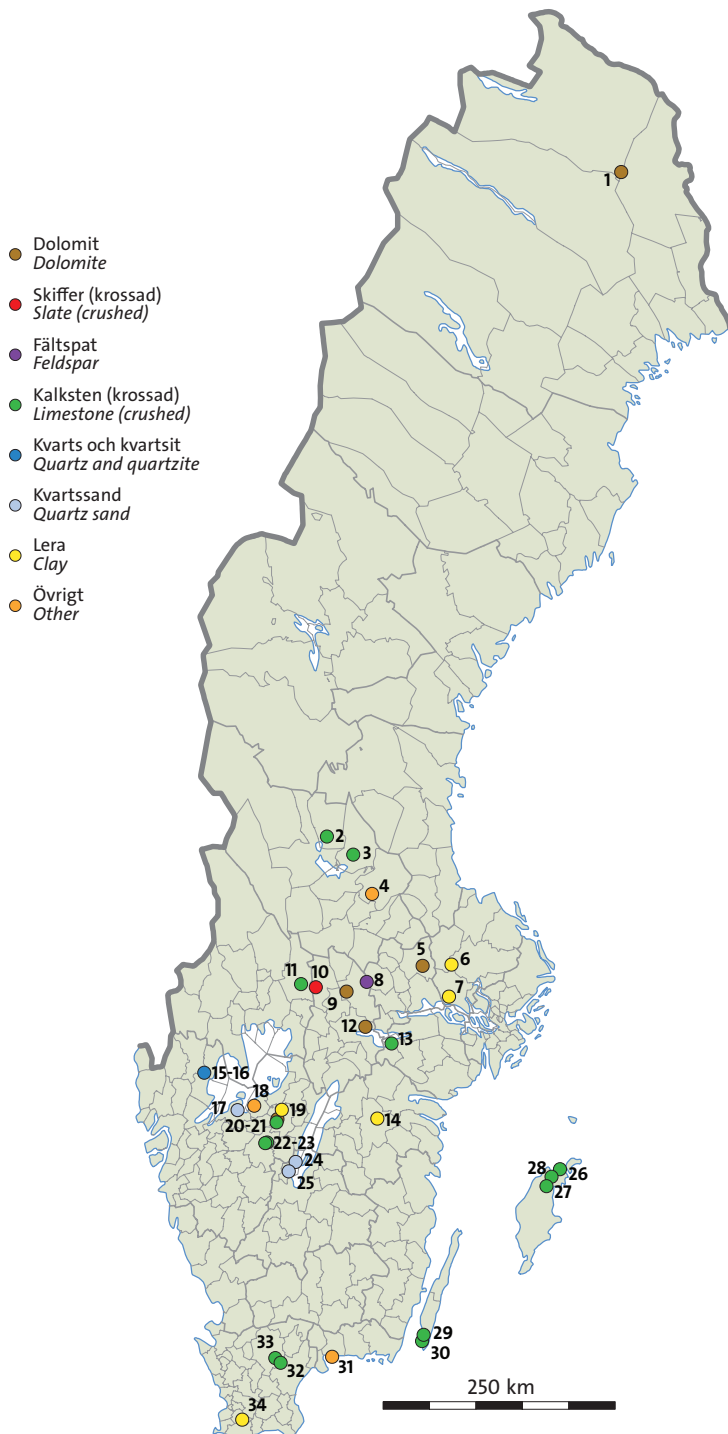 1
Dolomit
Dolomite
Skiffer (krossad)
Slate (crushed)
Fältspat
Feldspar
Kalksten (krossad)
Limestone (crushed)
Kvarts och kvartsit
Quartz and quartzite
Kvartssand
Quartz sand
Lera
Clay
Övrigt
Other
2
3
4
5
6
7
8
9
10
11
12
13
14
15-16
17
18
19
20-21
22-23
24
25
26
27
28
29
30
31
32
33
34
250 km